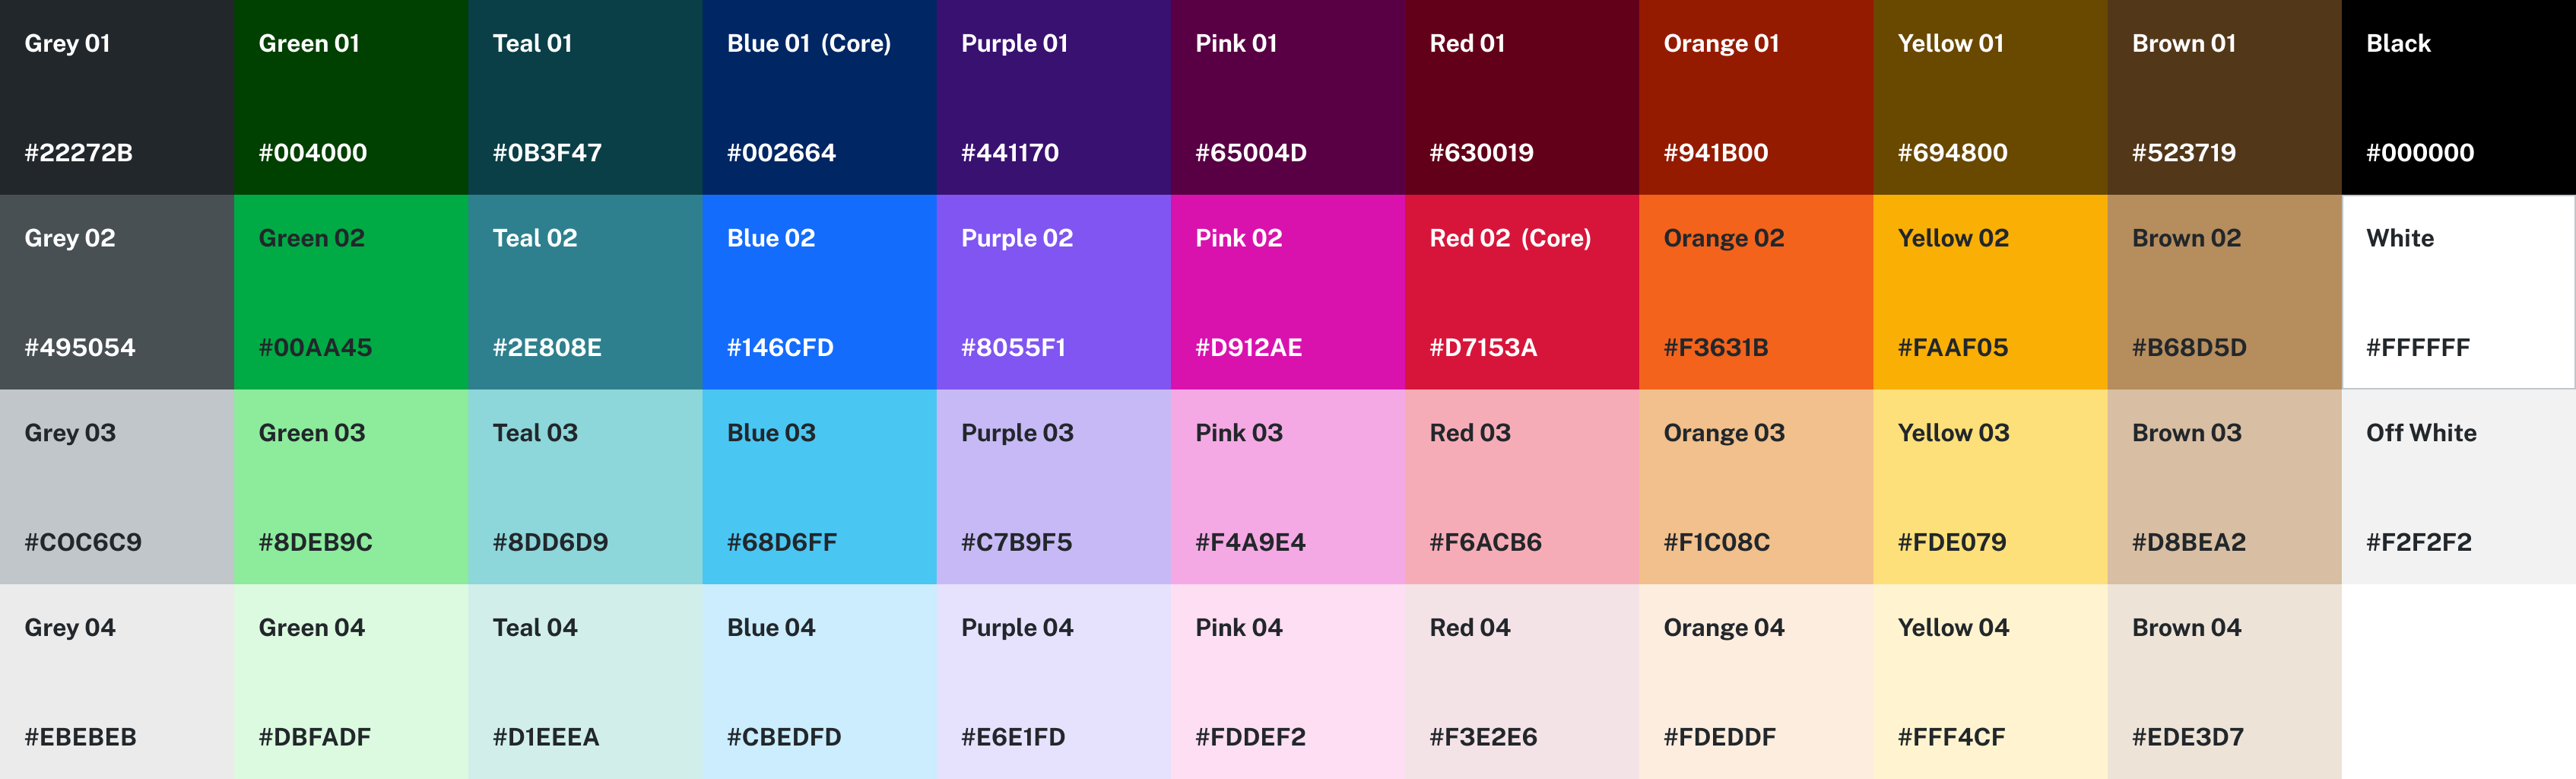 Grey 01
Green 01
Teal 01
Blue 01 (Core)
Purple 01
Pink 01
Red 01
Orange 01
Yellow 01
Brown 01
Black
#22272B
#004000
#0B3F47
#002664
#441170
#65004D
#630019
#941B00
#694800
#523719
#000000
Grey 02
Green 02
Teal 02
Blue 02
Purple 02
Pink 02
Red 02 (Core)
Orange 02
Yellow 02
Brown 02
White
#495054
#00AA45
#2E808E
#146CFD
#8055F1
#D912AE
#D7153A
#F3631B
#FAAF05
#B68D5D
#FFFFFF
Grey 03
Green 03
Teal 03
Blue 03
Purple 03
Pink 03
Red 03
Orange 03
Yellow 03
Brown 03
Off White
#COC6C9
#8DEB9C
#8DD6D9
#68D6FF
#C7B9F5
#F4A9E4
#F6ACB6
#F1C08C
#FDE079
#D8BEA2
#F2F2F2
Grey 04
Green 04
Teal 04
Blue 04
Purple 04
Pink 04
Red 04
Orange 04
Yellow 04
Brown 04
#EBEBEB
#DBFADF
#D1EEEA
#CBEDFD
#E6E1FD
#FDDEF2
#F3E2E6
#FDEDDF
#FFF4CF
#EDE3D7